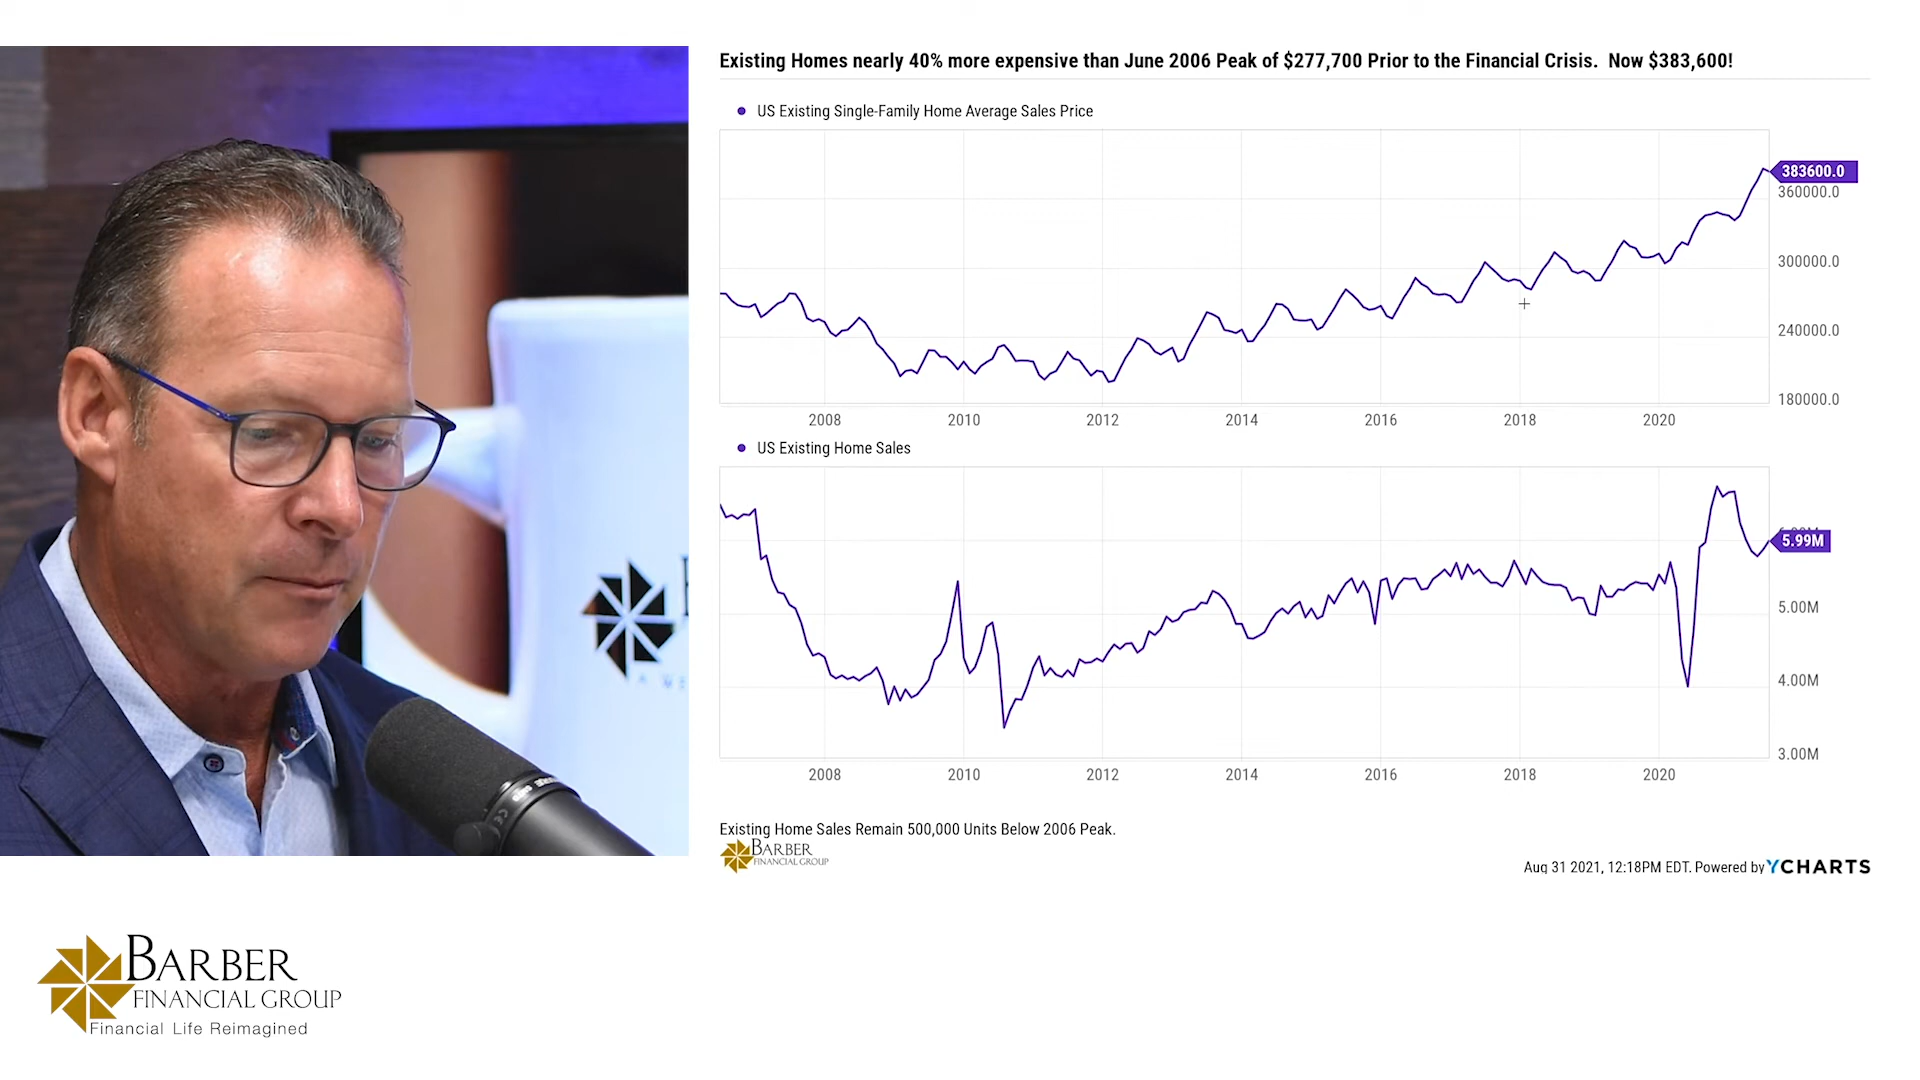 Existing Homes nearly 40% more expensive than June 2006 Peak of $277,700 Prior to the Financial Crisis. Now $383,600!
US Existing Single-Family Home Average Sales Price
383600.0
360000.0
300000.0
240000.0
180000.0
2008 2010 2012 2014 2016 2018 2020
US Existing Home Sales
5.99M
5.00M
4.00M
3.00M
2008 2010 2012 2014 2016 2018 2020
Existing Home Sales Remain 500,000 Units Below 2006 Peak.
BARBER
FINANCIAL GROUP
Aug 31 2021, 12:18PM EDT. Powered by YCHARTS
BARBER
FINANCIAL GROUP
Financial Life Reimagined